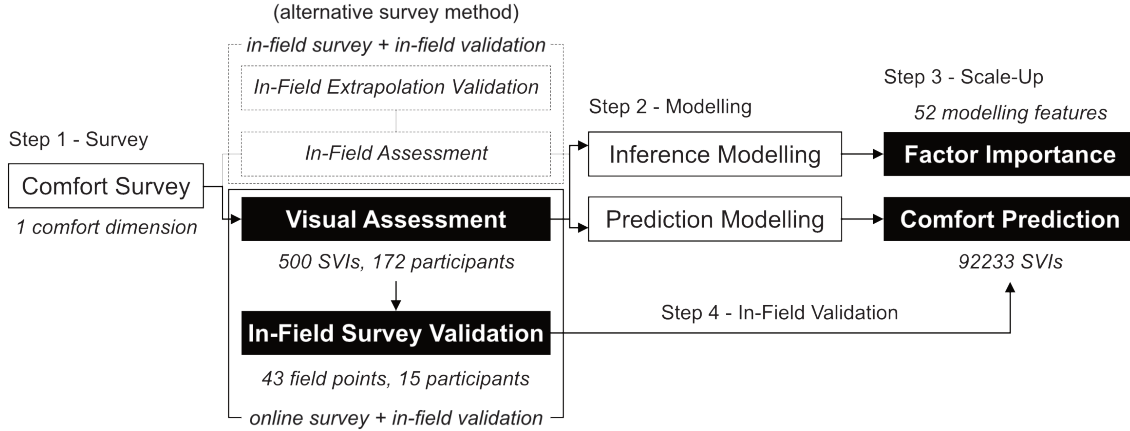 (alternative survey method)
in-field survey + in-field validation
In-Field Extrapolation Validation
In-Field Assessment
Step 1 - Survey
Comfort Survey
1 comfort dimension
Visual Assessment
500 SVIs, 172 participants
In-Field Survey Validation
43 field points, 15 participants
online survey + in-field validation
Step 2 - Modelling
Inference Modelling
Prediction Modelling
Step 3 - Scale-Up
52 modelling features
Factor Importance
Comfort Prediction
92233 SVIs
Step 4 - In-Field Validation